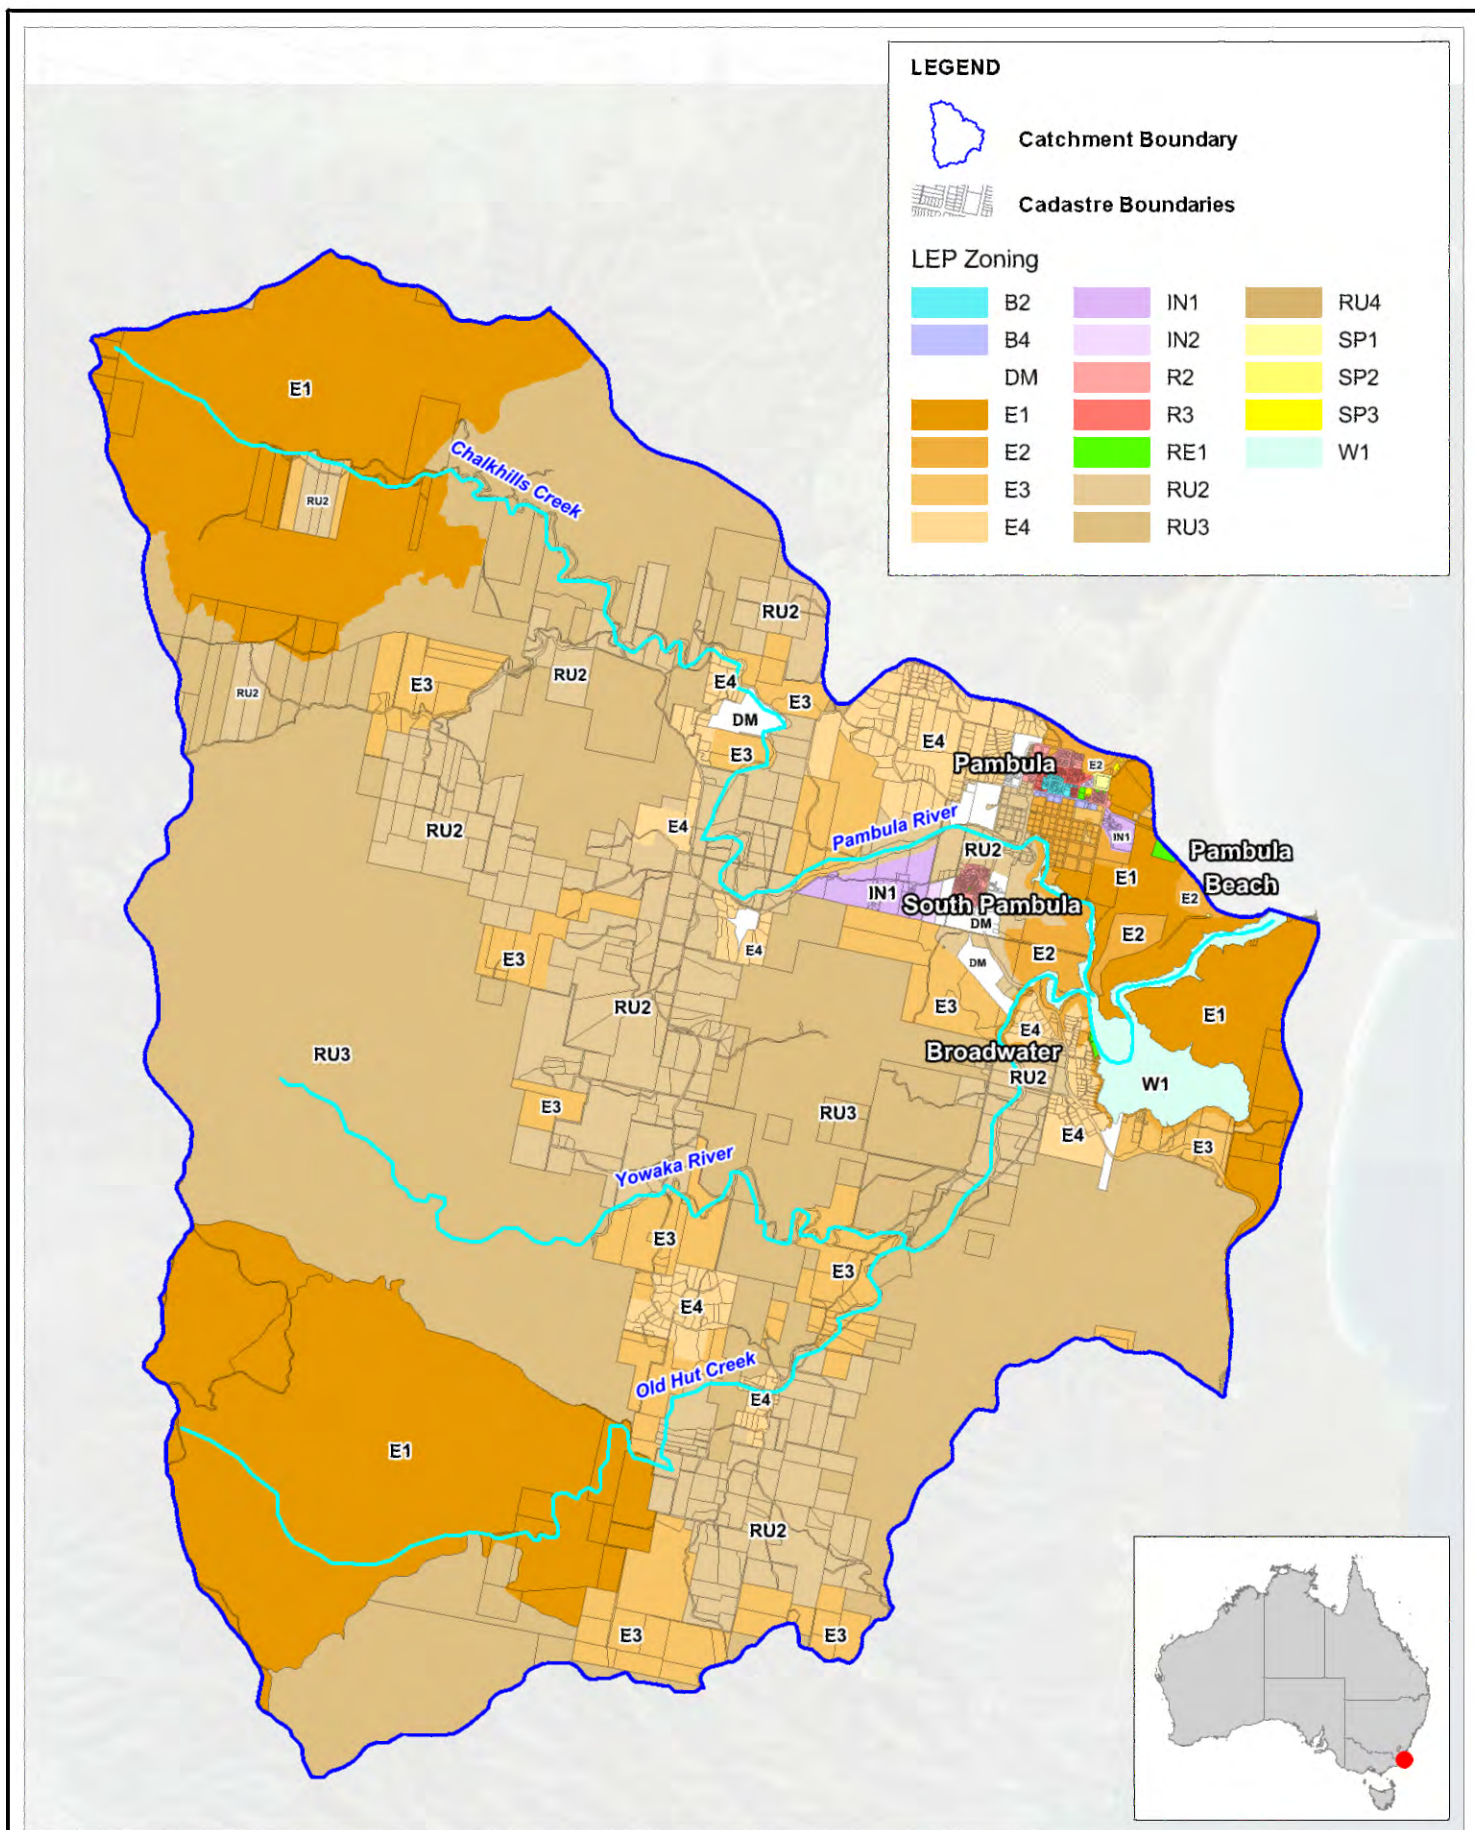 LEGEND
Catchment Boundary
Cadastre Boundaries
LEP Zoning
B2
IN1
RU4
B4
IN2
SP1
DM
R2
SP2
E1
R3
SP3
E2
RE1
W1
E3
RU2
E4
RU3
E1
Chalkhills Creek
RU2
RU2
RU2
E3
RU2
E4
E3
DM
E3
E4
Pambula
E2
RU2
E4
Pambula River
RU2
IN1
Pambula
Beach
E1
IN1
South Pambula
E2
DM
E2
E4
E3
DM
E2
RU2
E3
E1
E4
Broadwater
RU2
RU3
W1
E3
RU3
E4
E3
Yowaka River
E3
E3
E4
Old Hut Creek
E4
E1
RU2
E3
E3